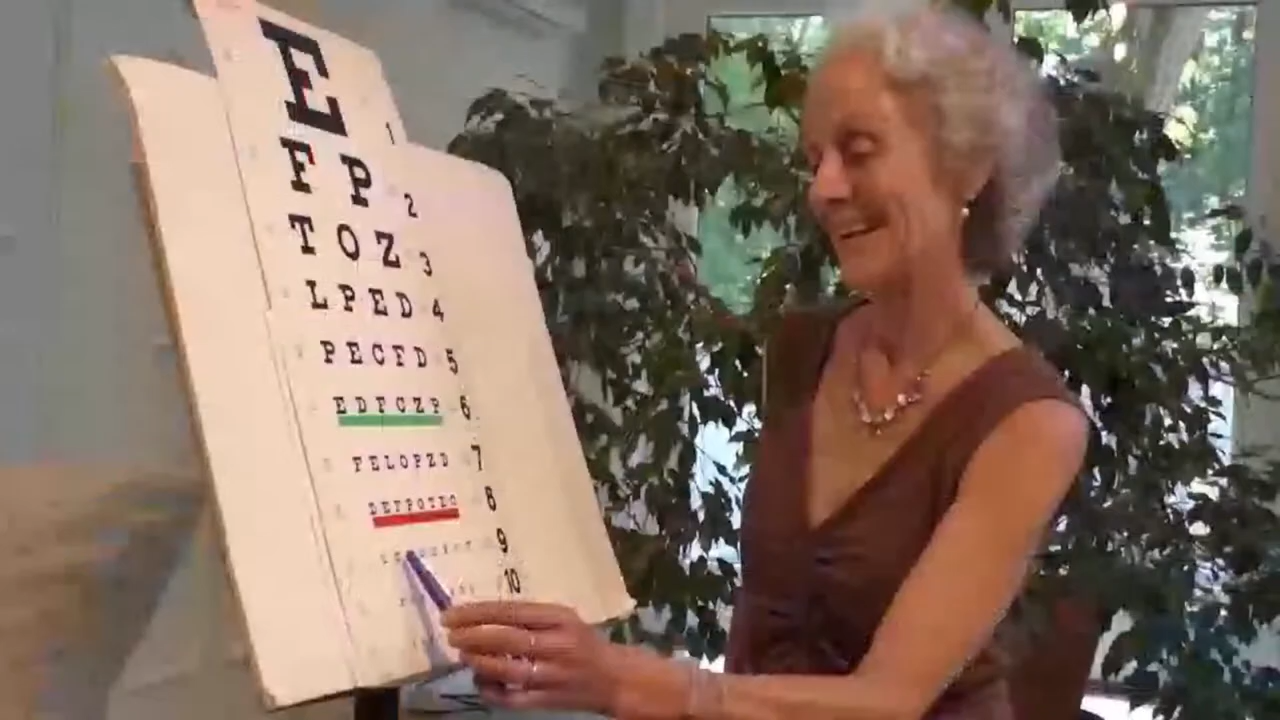 E 1
F P 2
T O Z 3
L P E D 4
P E C F D 5
E D F C Z P 6
F E L O P Z D 7
D E F P O T E C 8
9
10